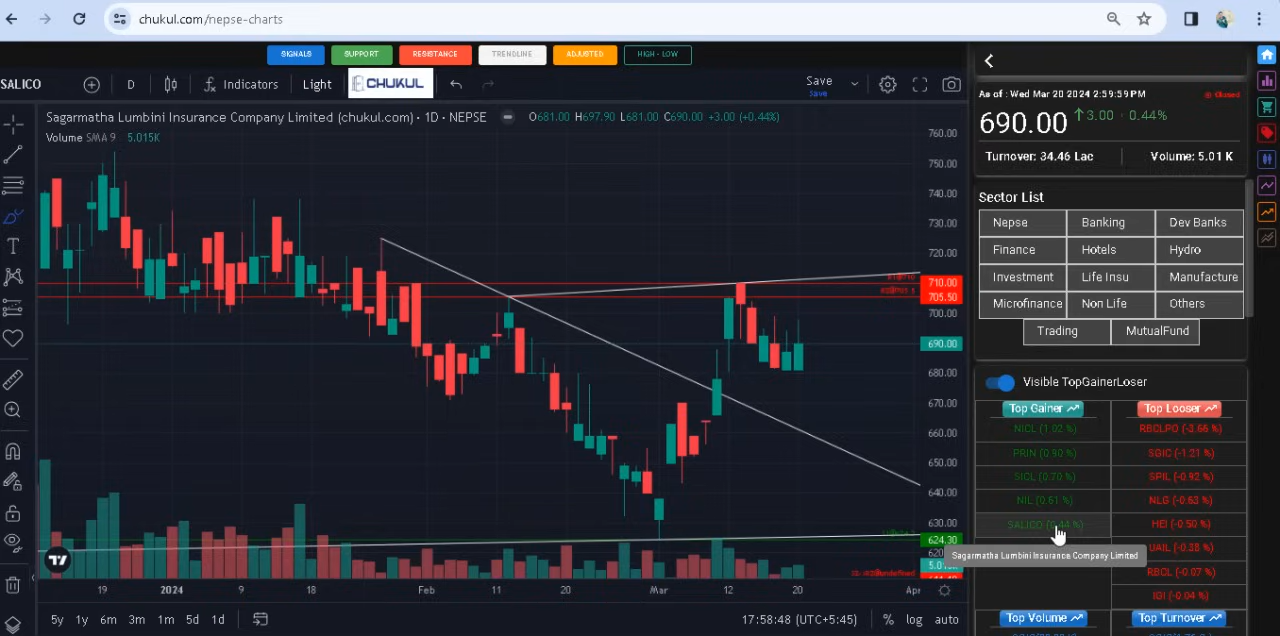 chukul.com/nepse-charts
SIGNALS SUPPORT RESISTANCE TRENDLINE ADJUSTED HIGH - LOW
SALICO D Indicators Light CHUKUL Save
Save
Sagarmatha Lumbini Insurance Company Limited (chukul.com) · 1D · NEPSE O681.00 H697.90 L681.00 C690.00 +3.00 (+0.44%)
Volume SMA 9 5.015K
760.00
750.00
740.00
730.00
720.00
710.00
705.50
700.00
690.00
680.00
670.00
660.00
650.00
640.00
630.00
624.30
5.015K
19 2024 9 18 Feb 11 20 Mar 12 20 Apr
5y 1y 6m 3m 1m 5d 1d 17:58:48 (UTC+5:45) % log auto
As of : Wed Mar 20 2024 2:59:59 PM Closed
690.00 3.00 · 0.44%
Turnover: 34.46 Lac Volume: 5.01 K
Sector List
Nepse Banking Dev Banks
Finance Hotels Hydro
Investment Life Insu Manufacture
Microfinance Non Life Others
Trading MutualFund
Visible TopGainerLoser
Top Gainer Top Looser
NICL (1.02 %) RBCLPO (-3.66 %)
PRIN (0.90 %) SGIC (-1.21 %)
SICL (0.70 %) SPIL (-0.92 %)
NIL (0.61 %) NLG (-0.63 %)
SALICO (0.44 %) HEI (-0.50 %)
Sagarmatha Lumbini Insurance Company Limited
UAIL (-0.38 %)
RBCL (-0.07 %)
IGI (-0.04 %)
Top Volume Top Turnover